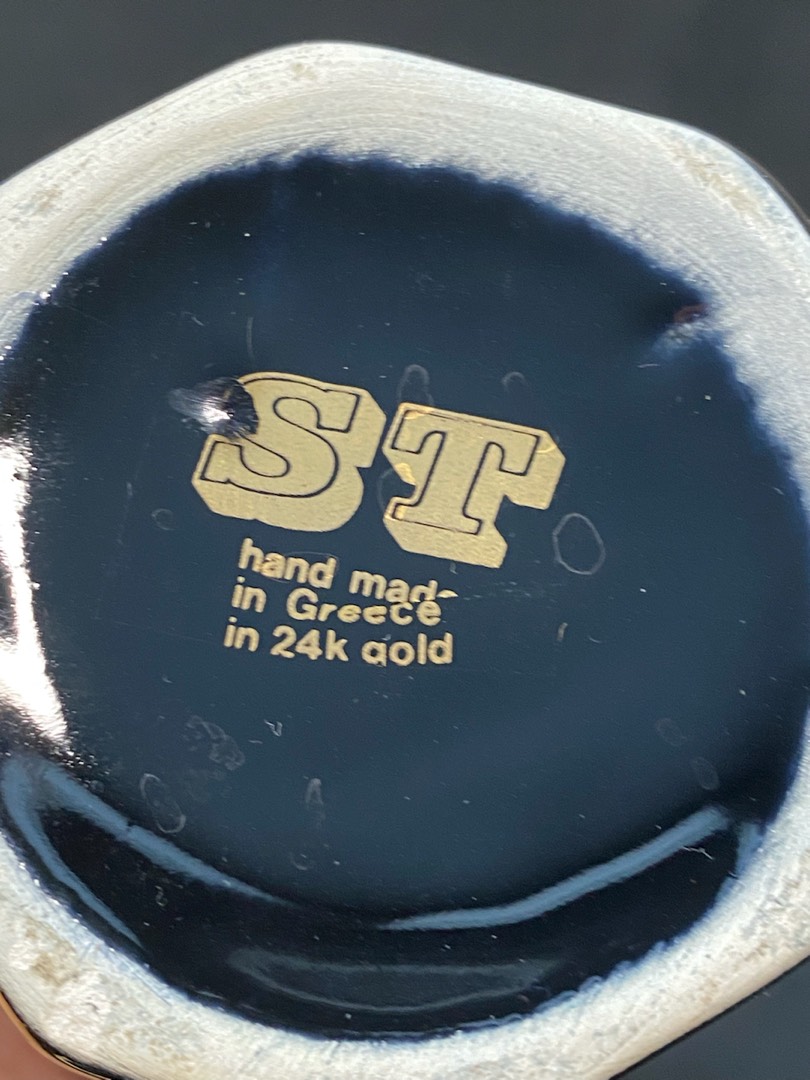 ST
hand made
in Greece
in 24k gold